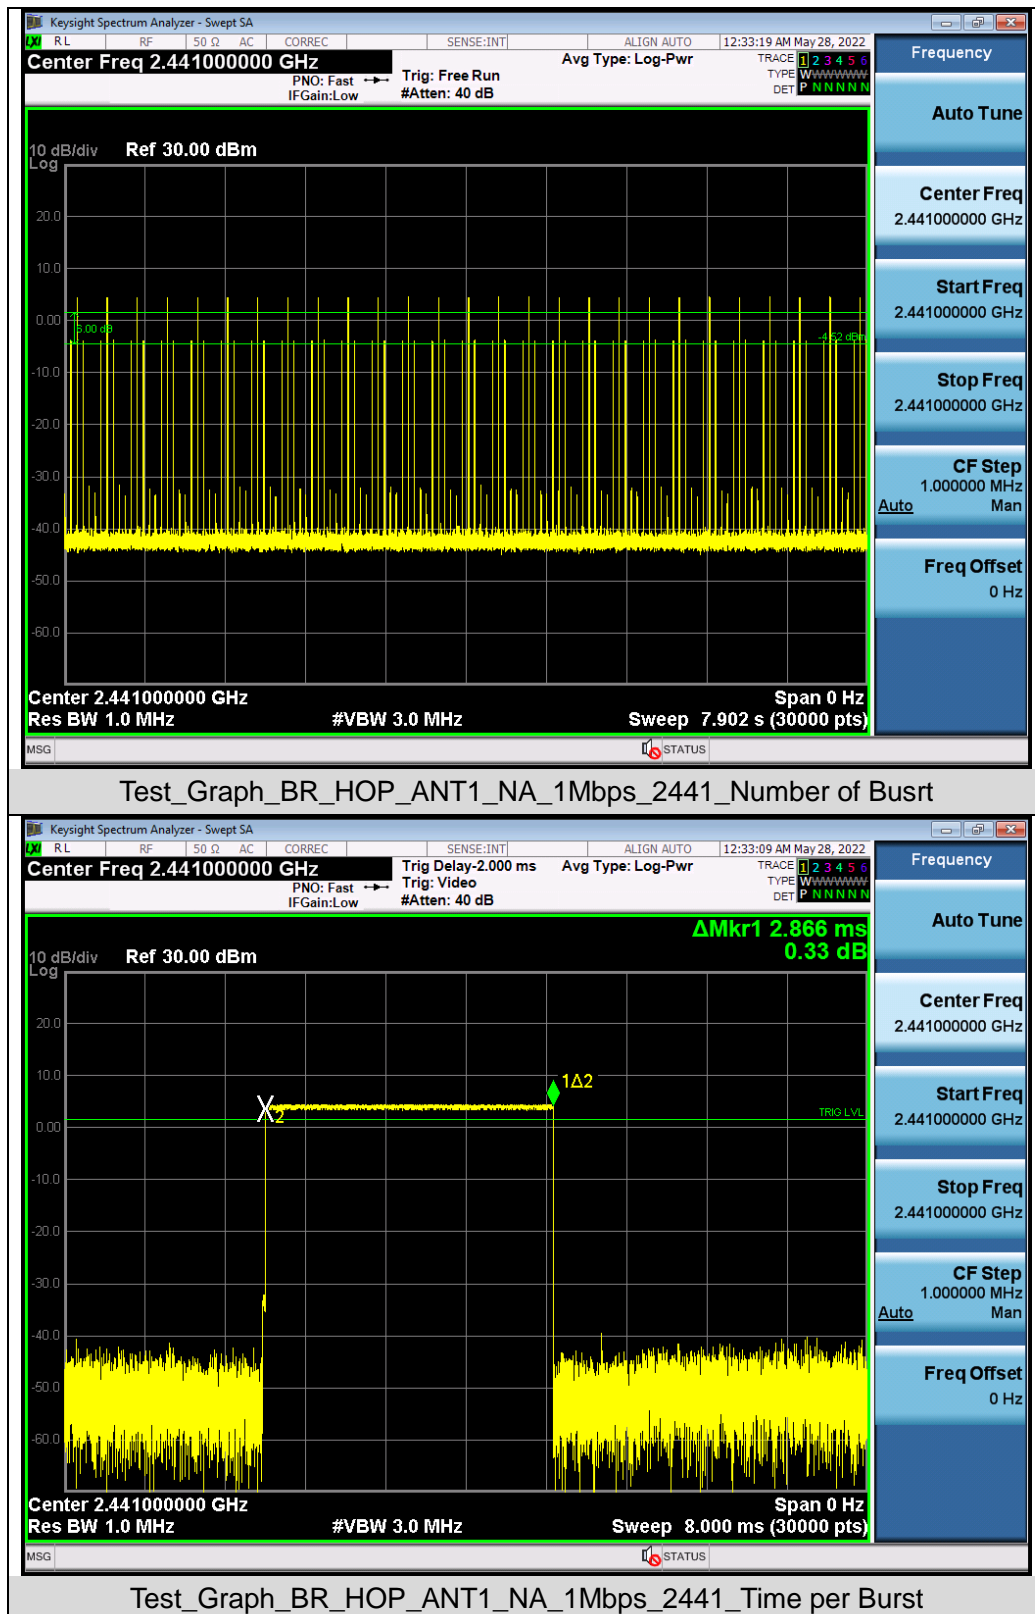 Keysight Spectrum Analyzer - Swept SA
LXI RL RF 50 Ω AC CORREC SENSE:INT ALIGN AUTO 12:33:19 AM May 28, 2022
Center Freq 2.441000000 GHz
PNO: Fast
IFGain:Low
Trig: Free Run
#Atten: 40 dB
Avg Type: Log-Pwr
TRACE 1 2 3 4 5 6
TYPE WWWWWW
DET P N N N N N
10 dB/div Ref 30.00 dBm
Log
20.0
10.0
0.00
6.00 dB
-4.52 dBm
-10.0
-20.0
-30.0
-40.0
-50.0
-60.0
Center 2.441000000 GHz Span 0 Hz
Res BW 1.0 MHz #VBW 3.0 MHz Sweep 7.902 s (30000 pts)
MSG STATUS
Frequency
Auto Tune
Center Freq
2.441000000 GHz
Start Freq
2.441000000 GHz
Stop Freq
2.441000000 GHz
CF Step
1.000000 MHz
Auto Man
Freq Offset
0 Hz
Test_Graph_BR_HOP_ANT1_NA_1Mbps_2441_Number of Busrt
Keysight Spectrum Analyzer - Swept SA
LXI RL RF 50 Ω AC CORREC SENSE:INT ALIGN AUTO 12:33:09 AM May 28, 2022
Center Freq 2.441000000 GHz
PNO: Fast
IFGain:Low
Trig Delay-2.000 ms
Trig: Video
#Atten: 40 dB
Avg Type: Log-Pwr
TRACE 1 2 3 4 5 6
TYPE WWWWWW
DET P N N N N N
ΔMkr1 2.866 ms
0.33 dB
10 dB/div Ref 30.00 dBm
Log
20.0
10.0
1Δ2
X2
TRIG LVL
0.00
-10.0
-20.0
-30.0
-40.0
-50.0
-60.0
Center 2.441000000 GHz Span 0 Hz
Res BW 1.0 MHz #VBW 3.0 MHz Sweep 8.000 ms (30000 pts)
MSG STATUS
Frequency
Auto Tune
Center Freq
2.441000000 GHz
Start Freq
2.441000000 GHz
Stop Freq
2.441000000 GHz
CF Step
1.000000 MHz
Auto Man
Freq Offset
0 Hz
Test_Graph_BR_HOP_ANT1_NA_1Mbps_2441_Time per Burst